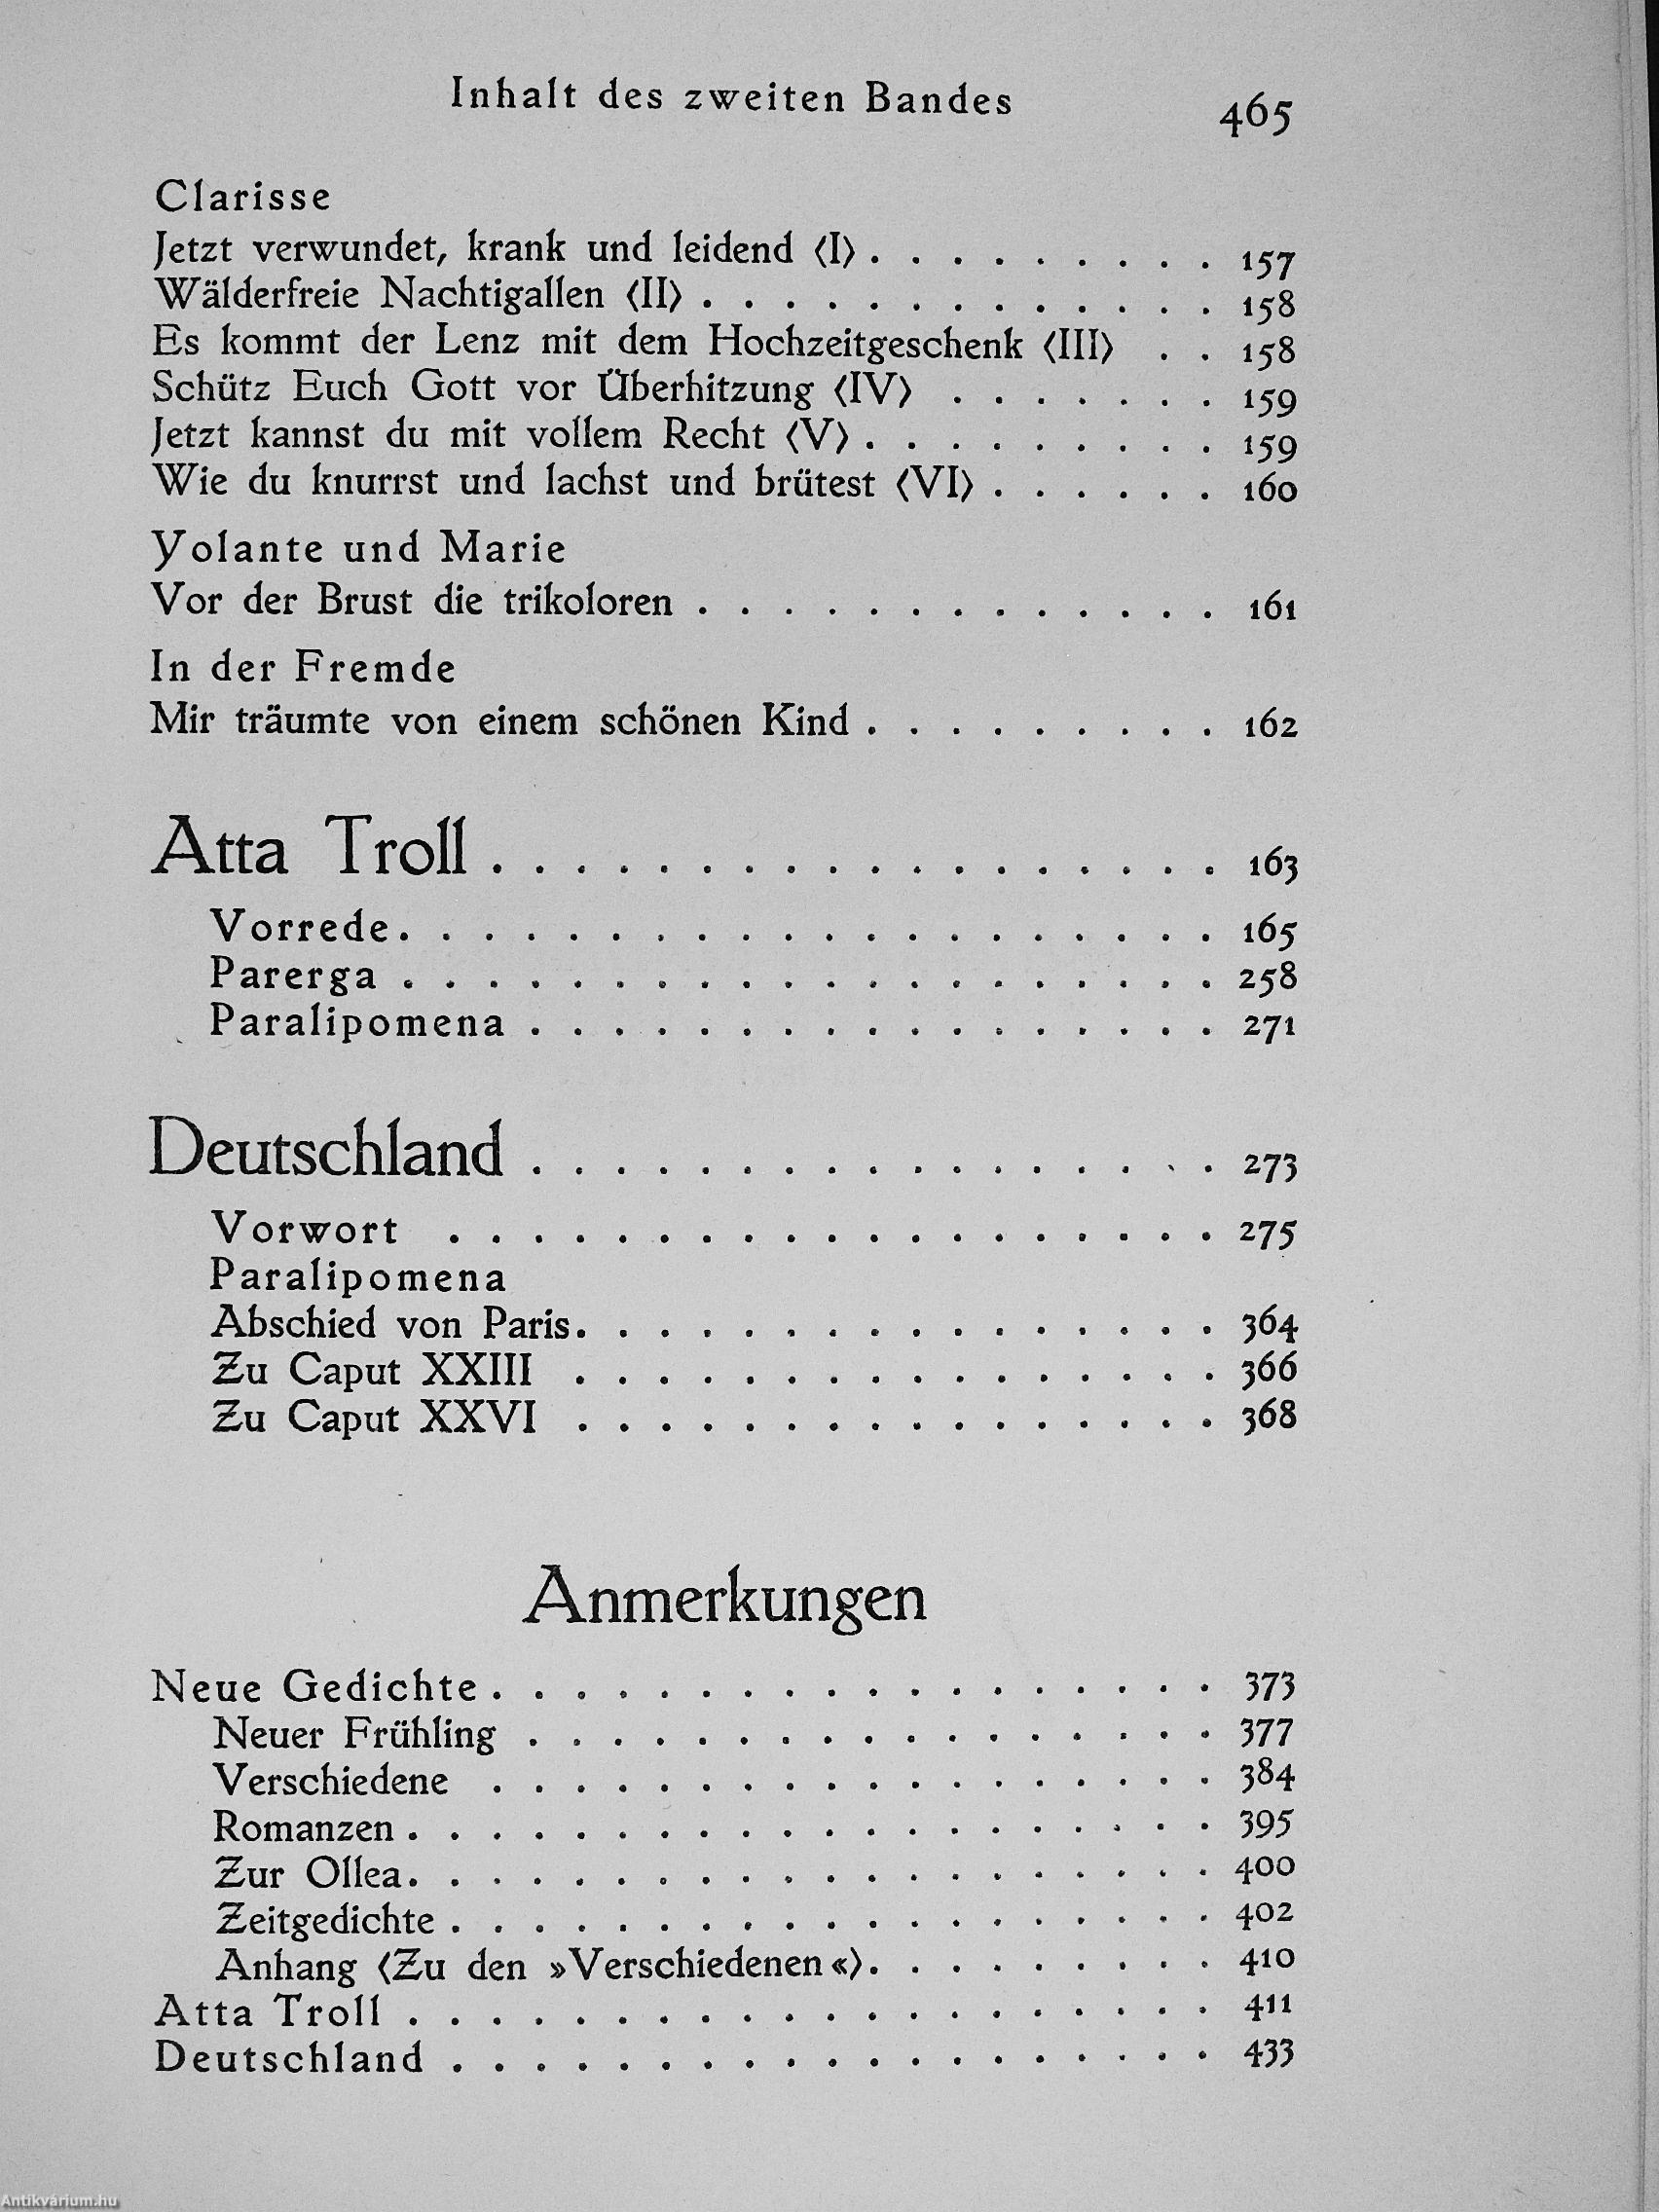 Inhalt des zweiten Bandes 465
Clarisse
Jetzt verwundet, krank und leidend ⟨I⟩ . . . . . . . . . 157
Wälderfreie Nachtigallen ⟨II⟩ . . . . . . . . . . . . . 158
Es kommt der Lenz mit dem Hochzeitgeschenk ⟨III⟩ . . 158
Schütz Euch Gott vor Überhitzung ⟨IV⟩ . . . . . . . 159
Jetzt kannst du mit vollem Recht ⟨V⟩ . . . . . . . . . 159
Wie du knurrst und lachst und brütest ⟨VI⟩ . . . . . . 160
Yolante und Marie
Vor der Brust die trikoloren . . . . . . . . . . . . . 161
In der Fremde
Mir träumte von einem schönen Kind . . . . . . . . . 162
Atta Troll . . . . . . . . . . . . . . . . . . 163
Vorrede . . . . . . . . . . . . . . . . . . . . 165
Parerga . . . . . . . . . . . . . . . . . . . . 258
Paralipomena . . . . . . . . . . . . . . . . . 271
Deutschland . . . . . . . . . . . . . . . . . 273
Vorwort . . . . . . . . . . . . . . . . . . . 275
Paralipomena
Abschied von Paris . . . . . . . . . . . . . . . . 364
Zu Caput XXIII . . . . . . . . . . . . . . . . 366
Zu Caput XXVI . . . . . . . . . . . . . . . . 368
Anmerkungen
Neue Gedichte . . . . . . . . . . . . . . . . . . 373
Neuer Frühling . . . . . . . . . . . . . . . . . 377
Verschiedene . . . . . . . . . . . . . . . . . . 384
Romanzen . . . . . . . . . . . . . . . . . . . . 395
Zur Ollea . . . . . . . . . . . . . . . . . . . . 400
Zeitgedichte . . . . . . . . . . . . . . . . . . . 402
Anhang ⟨Zu den »Verschiedenen«⟩ . . . . . . . . . 410
Atta Troll . . . . . . . . . . . . . . . . . . . . 411
Deutschland . . . . . . . . . . . . . . . . . . . 433
Antikvárium.hu